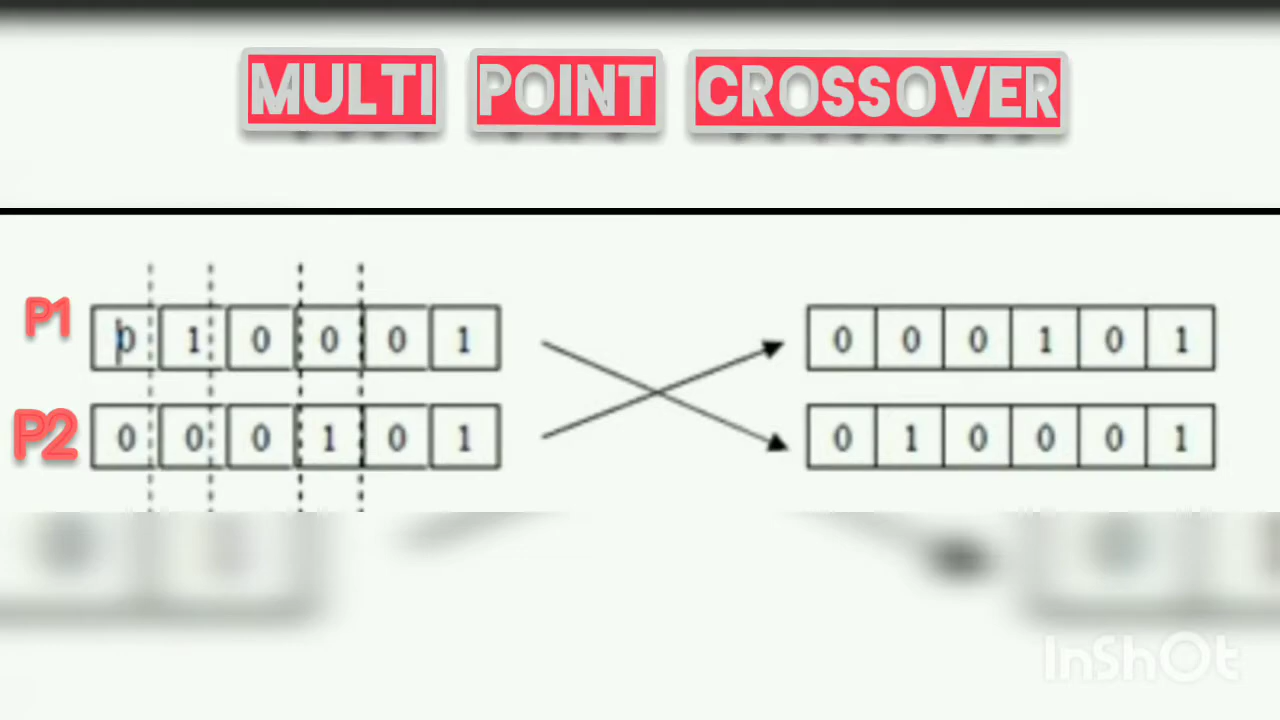 MULTI POINT CROSSOVER
P1 0 1 0 0 0 1 0 0 0 1 0 1
P2 0 0 0 1 0 1 0 1 0 0 0 1
InShOt